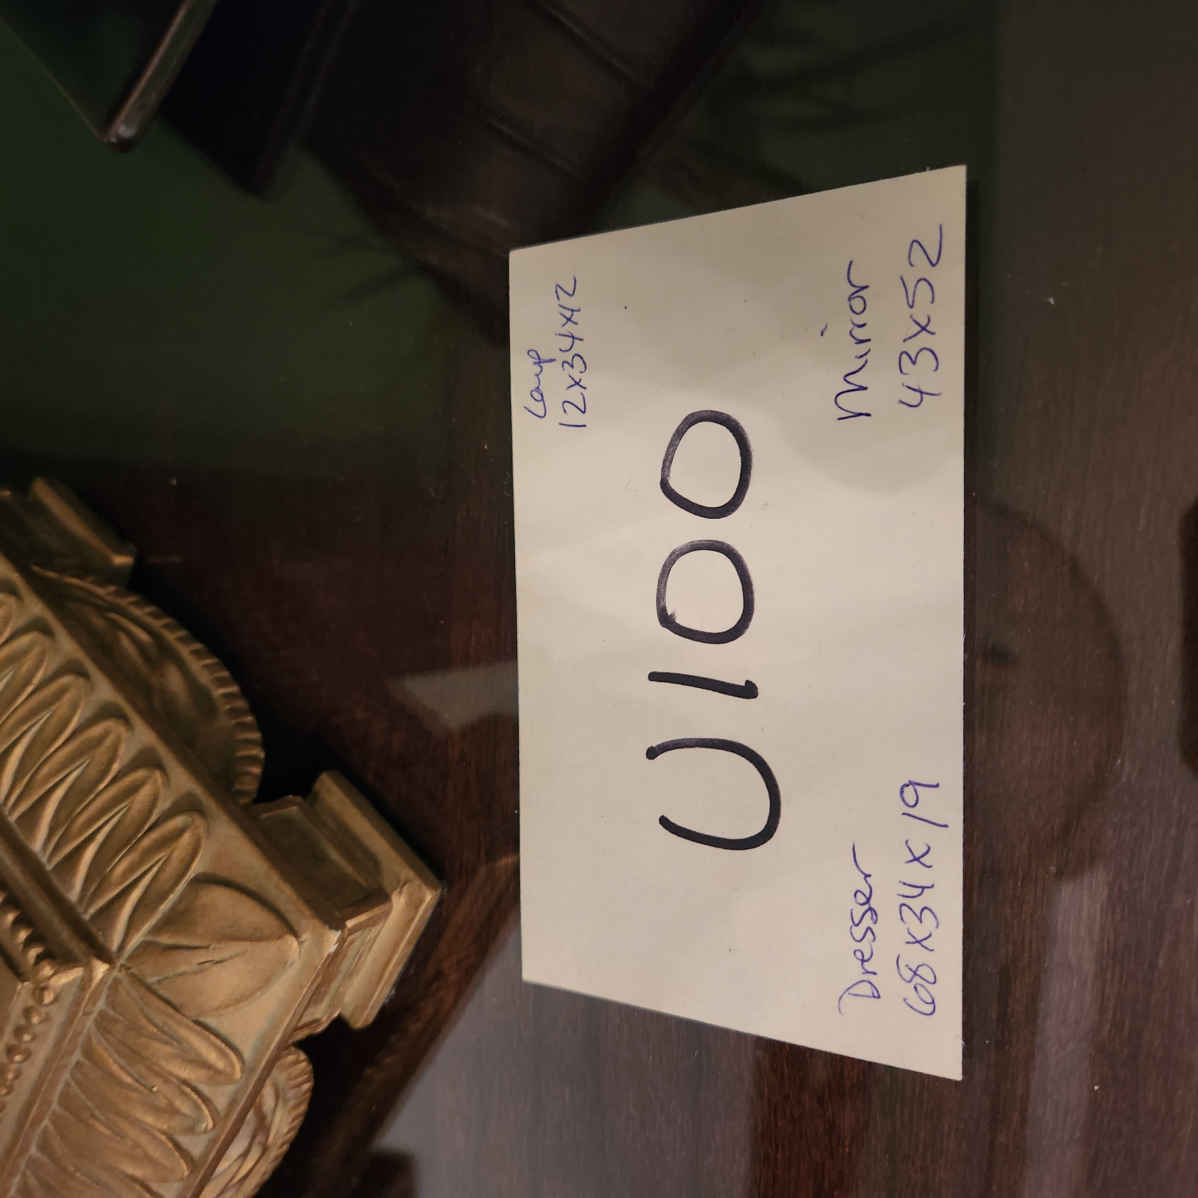 Lamp
12x34x12
U100
Dresser
68x34x19
Mirror
43x52